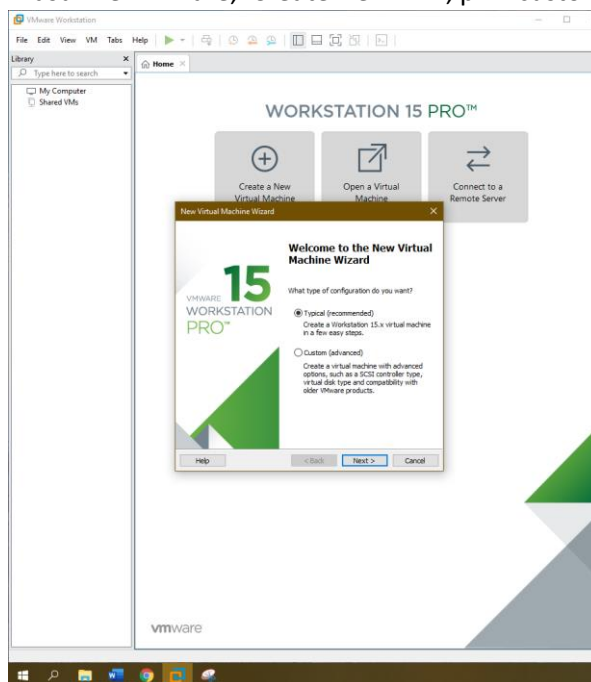 VMware Workstation
File Edit View VM Tabs Help
Library
Home
Type here to search
My Computer
Shared VMs
WORKSTATION 15 PRO™
Create a New
Virtual Machine
Open a Virtual
Machine
Connect to a
Remote Server
New Virtual Machine Wizard
15
VMWARE
WORKSTATION
PRO™
Welcome to the New Virtual
Machine Wizard
What type of configuration do you want?
Typical (recommended)
Create a Workstation 15.x virtual machine
in a few easy steps.
Custom (advanced)
Create a virtual machine with advanced
options, such as a SCSI controller type,
virtual disk type and compatibility with
older VMware products.
Help
< Back
Next >
Cancel
vmware